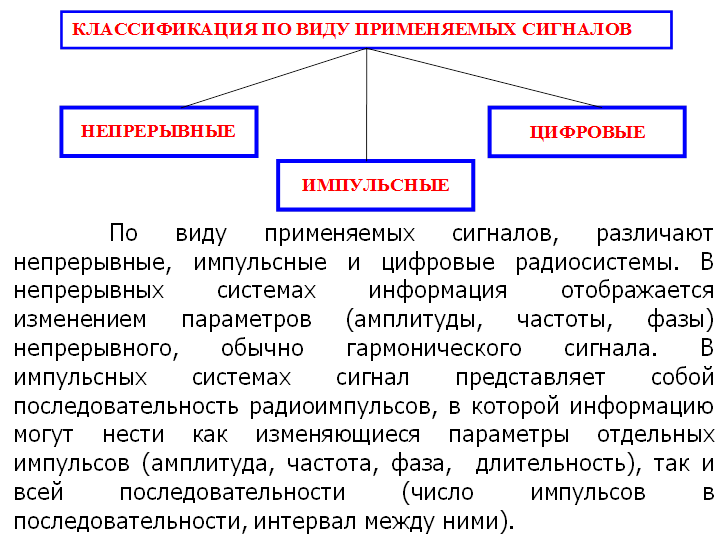 КЛАССИФИКАЦИЯ ПО ВИДУ ПРИМЕНЯЕМЫХ СИГНАЛОВ
НЕПРЕРЫВНЫЕ
ЦИФРОВЫЕ
ИМПУЛЬСНЫЕ
По виду применяемых сигналов, различают
непрерывные, импульсные и цифровые радиосистемы. В
непрерывных системах информация отображается
изменением параметров (амплитуды, частоты, фазы)
непрерывного, обычно гармонического сигнала. В
импульсных системах сигнал представляет собой
последовательность радиоимпульсов, в которой информацию
могут нести как изменяющиеся параметры отдельных
импульсов (амплитуда, частота, фаза, длительность), так и
всей последовательности (число импульсов в
последовательности, интервал между ними).